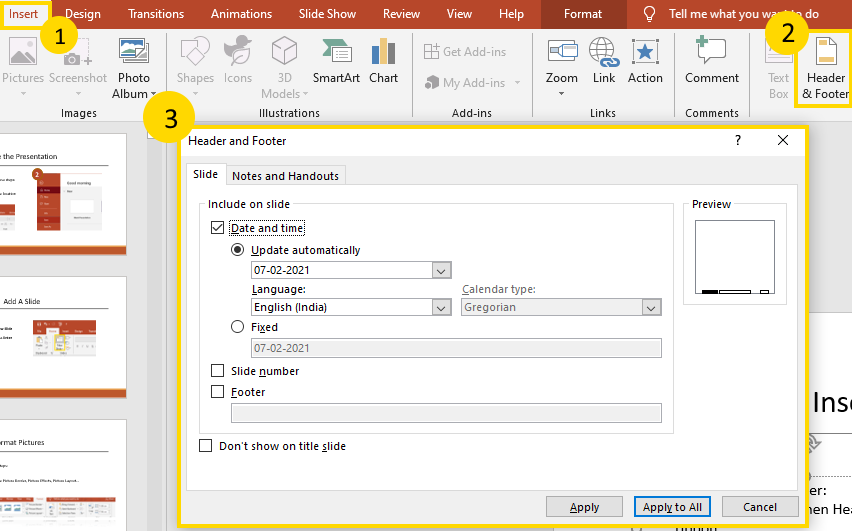 Insert Design Transitions Animations Slide Show Review View Help Format Tell me what you want to do
1
2
Pictures Screenshot Photo Album Shapes Icons 3D Models SmartArt Chart Get Add-ins My Add-ins Zoom Link Action Comment Text Box Header & Footer
Images Illustrations Add-ins Links Comments
3
Header and Footer ?
Slide Notes and Handouts
Include on slide
Preview
Date and time
Update automatically
07-02-2021
Language: Calendar type:
English (India) Gregorian
Fixed
07-02-2021
Slide number
Footer
Don't show on title slide
Apply Apply to All Cancel
e the Presentation
2
Good morning
Add A Slide
ormat Pictures
Inse
er:
en Hea